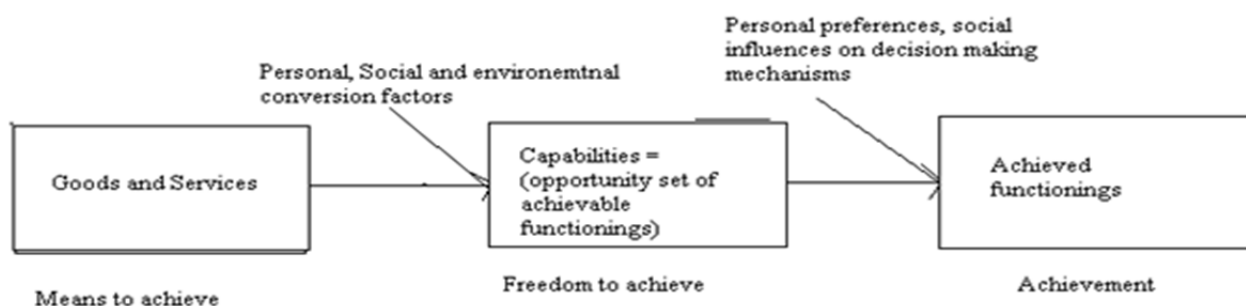 Personal preferences, social
influences on decision making
mechanisms
Personal, Social and environemtnal
conversion factors
Goods and Services
Capabilities =
(opportunity set of
achievable
functionings)
Achieved
functionings
Means to achieve
Freedom to achieve
Achievement